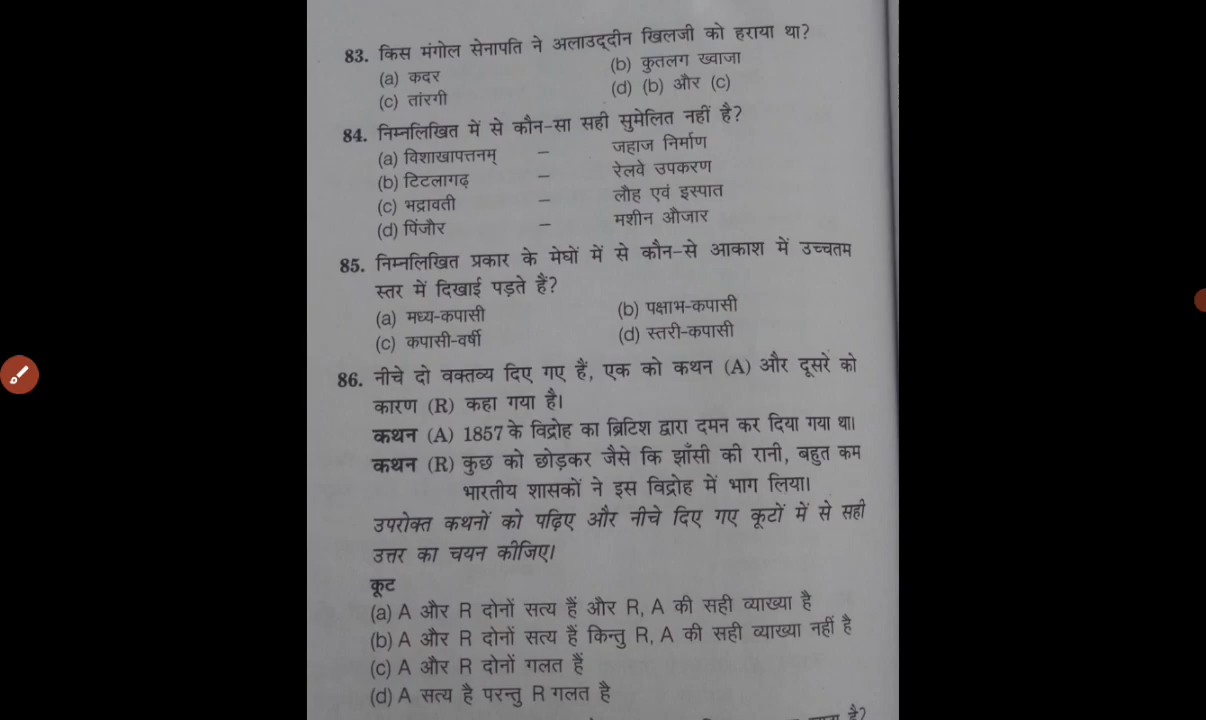 83. किस मंगोल सेनापति ने अलाउद्दीन खिलजी को हराया था?
(a) कदर (b) कुतलग ख्वाजा
(c) तांरगी (d) (b) और (c)
84. निम्नलिखित में से कौन-सा सही सुमेलित नहीं है?
(a) विशाखापत्तनम् – जहाज निर्माण
(b) टिटलागढ़ – रेलवे उपकरण
(c) भद्रावती – लौह एवं इस्पात
(d) पिंजौर – मशीन औजार
85. निम्नलिखित प्रकार के मेघों में से कौन-से आकाश में उच्चतम
स्तर में दिखाई पड़ते हैं?
(a) मध्य-कपासी (b) पक्षाभ-कपासी
(c) कपासी-वर्षी (d) स्तरी-कपासी
86. नीचे दो वक्तव्य दिए गए हैं, एक को कथन (A) और दूसरे को
कारण (R) कहा गया है।
कथन (A) 1857 के विद्रोह का ब्रिटिश द्वारा दमन कर दिया गया था।
कथन (R) कुछ को छोड़कर जैसे कि झाँसी की रानी, बहुत कम
भारतीय शासकों ने इस विद्रोह में भाग लिया।
उपरोक्त कथनों को पढ़िए और नीचे दिए गए कूटों में से सही
उत्तर का चयन कीजिए।
कूट
(a) A और R दोनों सत्य हैं और R, A की सही व्याख्या है
(b) A और R दोनों सत्य हैं किन्तु R, A की सही व्याख्या नहीं है
(c) A और R दोनों गलत हैं
(d) A सत्य है परन्तु R गलत है